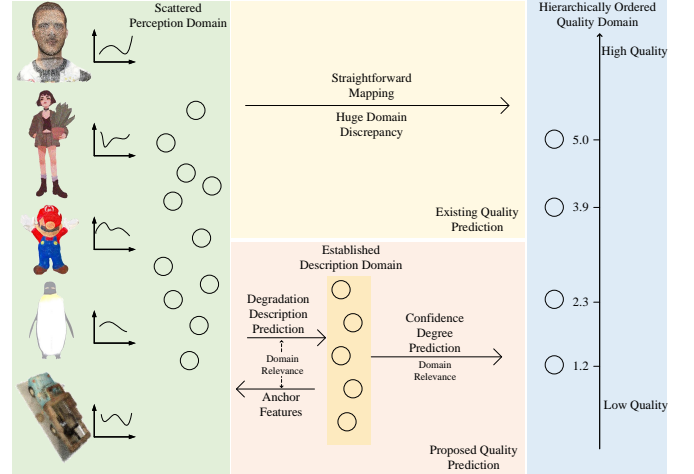 Scattered
Perception Domain
Straightforward
Mapping
Huge Domain
Discrepancy
Existing Quality
Prediction
Established
Description Domain
Degradation
Description
Prediction
Domain
Relevance
Anchor
Features
Confidence
Degree
Prediction
Domain
Relevance
Proposed Quality
Prediction
Hierarchically Ordered
Quality Domain
High Quality
5.0
3.9
2.3
1.2
Low Quality